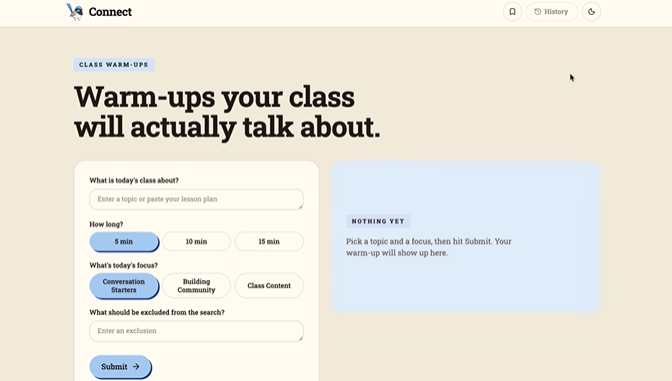 Connect
History
CLASS WARM-UPS
Warm-ups your class
will actually talk about.
What is today's class about?
Enter a topic or paste your lesson plan
How long?
5 min
10 min
15 min
What's today's focus?
Conversation
Starters
Building
Community
Class Content
What should be excluded from the search?
Enter an exclusion
Submit →
NOTHING YET
Pick a topic and a focus, then hit Submit. Your
warm-up will show up here.